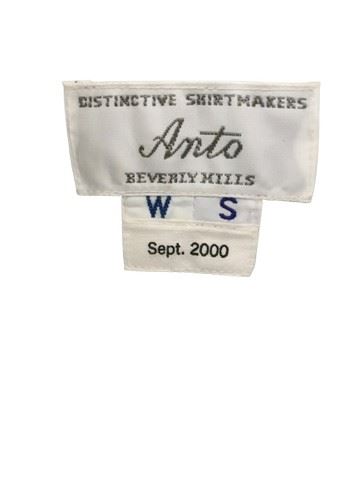 DISTINCTIVE SHIRTMAKERS
Anto
BEVERLY HILLS
W S
Sept. 2000